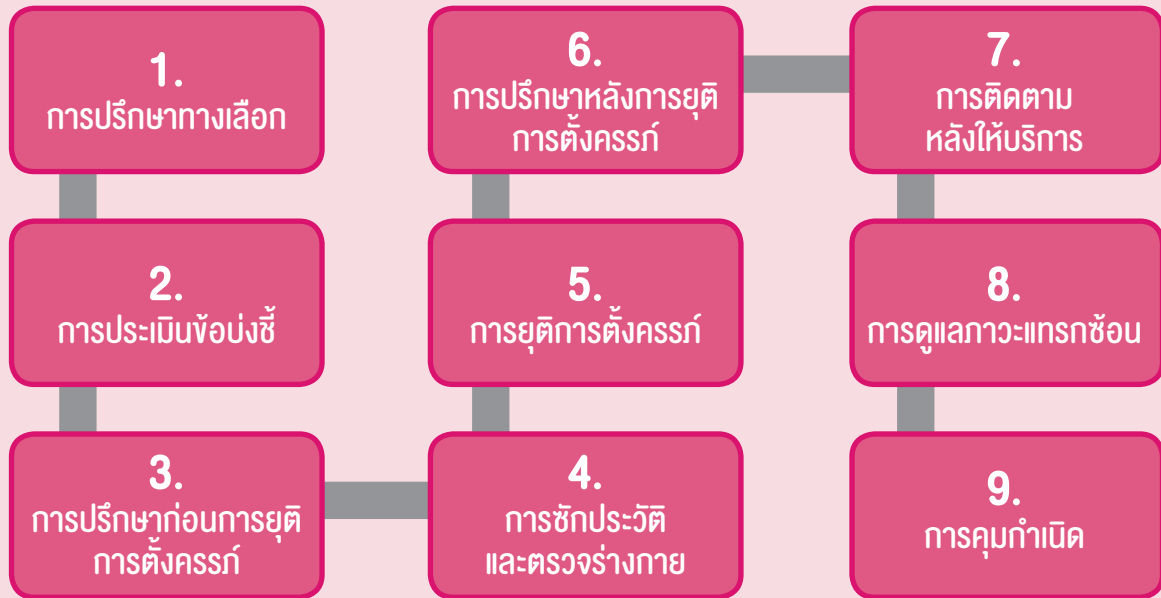 1.
การปรึกษาทางเลือก
2.
การประเมินข้อบ่งชี้
3.
การปรึกษาก่อนการยุติ
การตั้งครรภ์
4.
การซักประวัติ
และตรวจร่างกาย
5.
การยุติการตั้งครรภ์
6.
การปรึกษาหลังการยุติ
การตั้งครรภ์
7.
การติดตาม
หลังให้บริการ
8.
การดูแลภาวะแทรกซ้อน
9.
การคุมกำเนิด